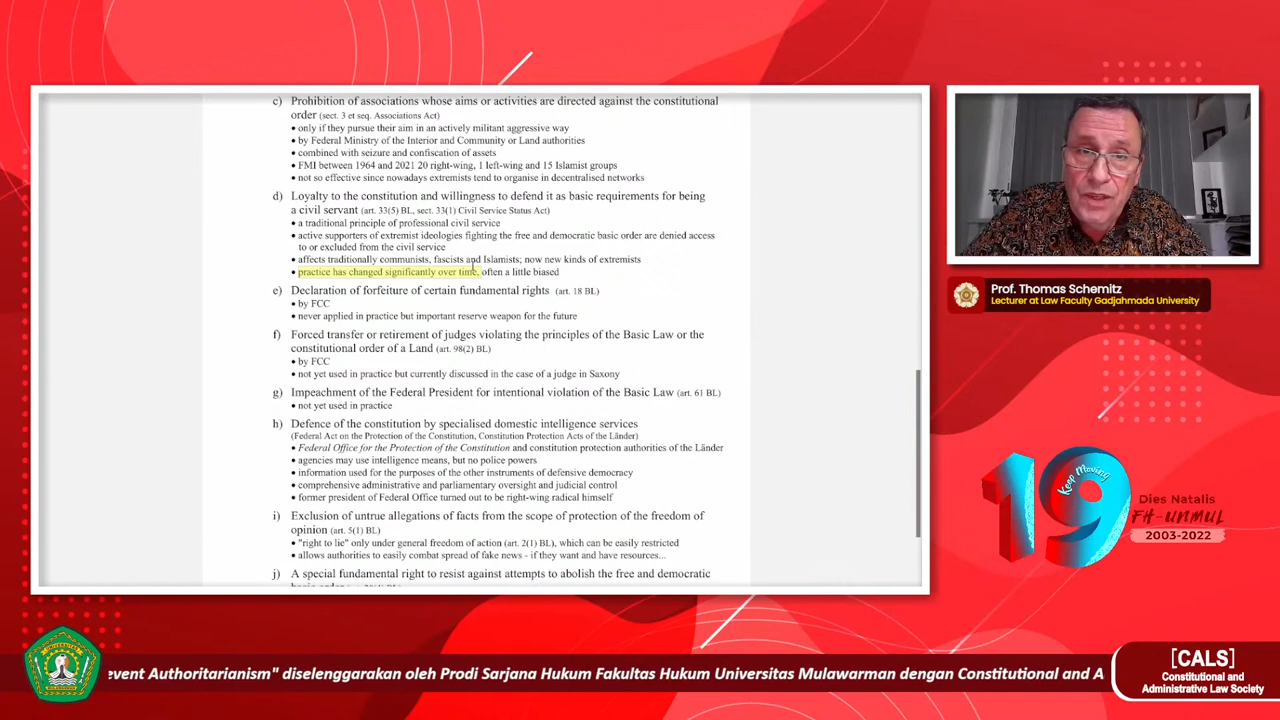 c) Prohibition of associations whose aims or activities are directed against the constitutional
order (sect. 3 et seq. Associations Act)
• only if they pursue their aim in an actively militant aggressive way
• by Federal Ministry of the Interior and Community or Land authorities
• combined with seizure and confiscation of assets
• FMI between 1964 and 2021 20 right-wing, 1 left-wing and 15 Islamist groups
• not so effective since nowadays extremists tend to organise in decentralised networks
d) Loyalty to the constitution and willingness to defend it as basic requirements for being
a civil servant (art. 33(5) BL, sect. 33(1) Civil Service Status Act)
• a traditional principle of professional civil service
• active supporters of extremist ideologies fighting the free and democratic basic order are denied access
to or excluded from the civil service
• affects traditionally communists, fascists and Islamists; now new kinds of extremists
• practice has changed significantly over time, often a little biased
e) Declaration of forfeiture of certain fundamental rights (art. 18 BL)
• by FCC
• never applied in practice but important reserve weapon for the future
f) Forced transfer or retirement of judges violating the principles of the Basic Law or the
constitutional order of a Land (art. 98(2) BL)
• by FCC
• not yet used in practice but currently discussed in the case of a judge in Saxony
g) Impeachment of the Federal President for intentional violation of the Basic Law (art. 61 BL)
• not yet used in practice
h) Defence of the constitution by specialised domestic intelligence services
(Federal Act on the Protection of the Constitution, Constitution Protection Acts of the Länder)
• Federal Office for the Protection of the Constitution and constitution protection authorities of the Länder
• agencies may use intelligence means, but no police powers
• information used for the purposes of the other instruments of defensive democracy
• comprehensive administrative and parliamentary oversight and judicial control
• former president of Federal Office turned out to be right-wing radical himself
i) Exclusion of untrue allegations of facts from the scope of protection of the freedom of
opinion (art. 5(1) BL)
• "right to lie" only under general freedom of action (art. 2(1) BL), which can be easily restricted
• allows authorities to easily combat spread of fake news - if they want and have resources...
j) A special fundamental right to resist against attempts to abolish the free and democratic
Prof. Thomas Schemitz
Lecturer at Law Faculty Gadjahmada University
19
Keep Moving
Dies Natalis
FH-UNMUL
2003-2022
event Authoritarianism" diselenggarakan oleh Prodi Sarjana Hukum Fakultas Hukum Universitas Mulawarman dengan Constitutional and A
[CALS]
Constitutional and
Administrative Law Society